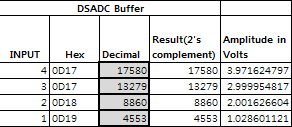 DSADC Buffer
INPUT Hex Decimal Result(2's complement) Amplitude in Volts
4 0D17 17580 17580 3.971624797
3 0D17 13279 13279 2.999954817
2 0D18 8860 8860 2.001626604
1 0D19 4553 4553 1.028601121